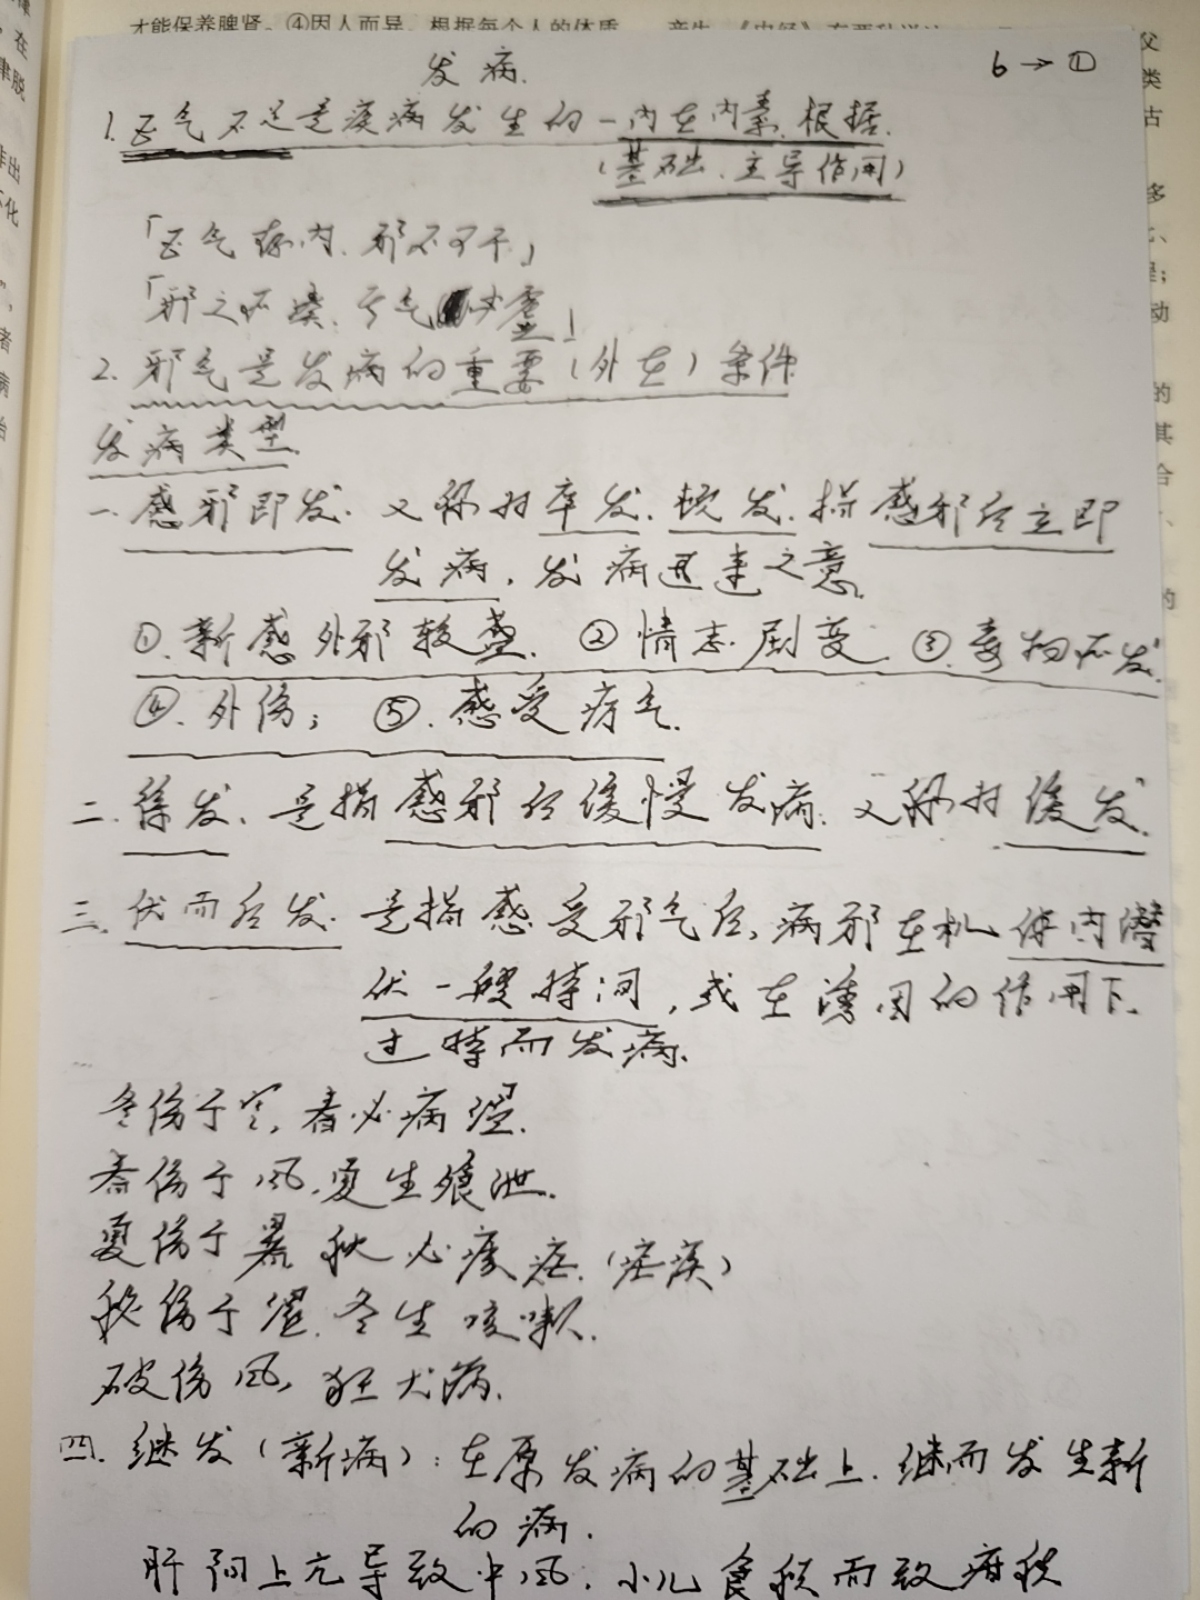 才能保养脾肾。④因人而异。根据每个人的体质
发病.
6→①
1.正气不足是疾病发生的一内在内素.根据.
(基础、主导作用)
「正气存内.邪不可干」
「邪之所凑.亏气必虚」
2.邪气是发病的重要(外在)条件
发病类型.
一.感邪即发.又称为卒发.顿发.指感邪后立即
发病.发病迅速之意.
①.新感外邪较盛.②情志剧变.③.毒物所发.
④.外伤;⑤.感受疠气.
二.徐发.是指感邪后缓慢发病.又称为缓发.
三.伏而后发.是指感受邪气后,病邪在机体内潜
伏一段时间,或在诱因的作用下.
过时而发病.
冬伤于寒,春必病温.
春伤于风.夏生飧泄.
夏伤于暑秋必痎疟.(疟疾)
秋伤于湿.冬生咳嗽.
破伤风,狂犬病.
四.继发(新病):在原发病的基础上.继而发生新
的病.
肝阳上亢导致中风.小儿食积而致疳积